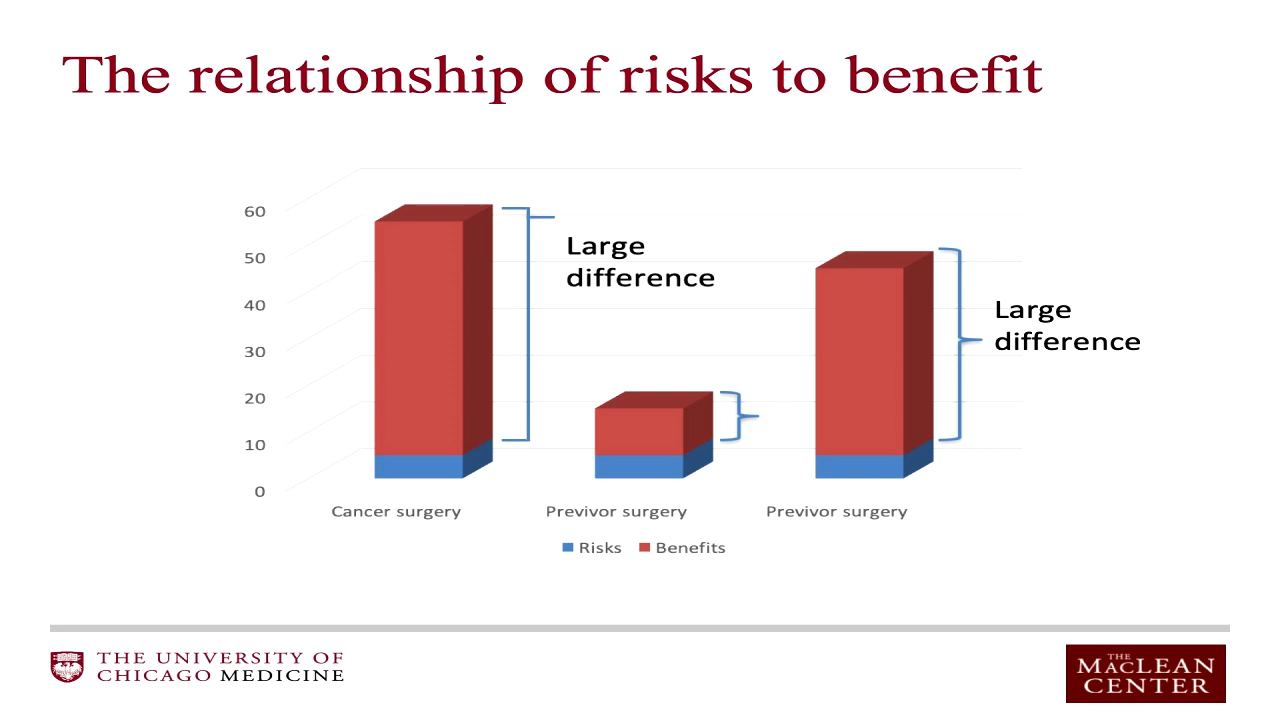 The relationship of risks to benefit
60
50
40
30
20
10
0
Large
difference
Large
difference
Cancer surgery
Previvor surgery
Previvor surgery
Risks
Benefits
THE UNIVERSITY OF
CHICAGO MEDICINE
THE
MACLEAN
CENTER